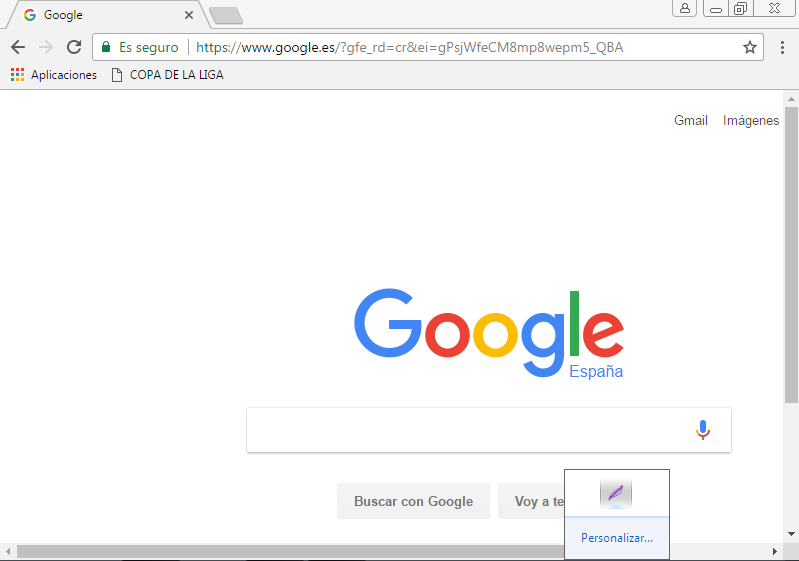 Google
Es seguro
https://www.google.es/?gfe_rd=cr&ei=gPsjWfeCM8mp8wepm5_QBA
Aplicaciones COPA DE LA LIGA
Gmail Imágenes
Google
España
Buscar con Google Voy a te
Personalizar...